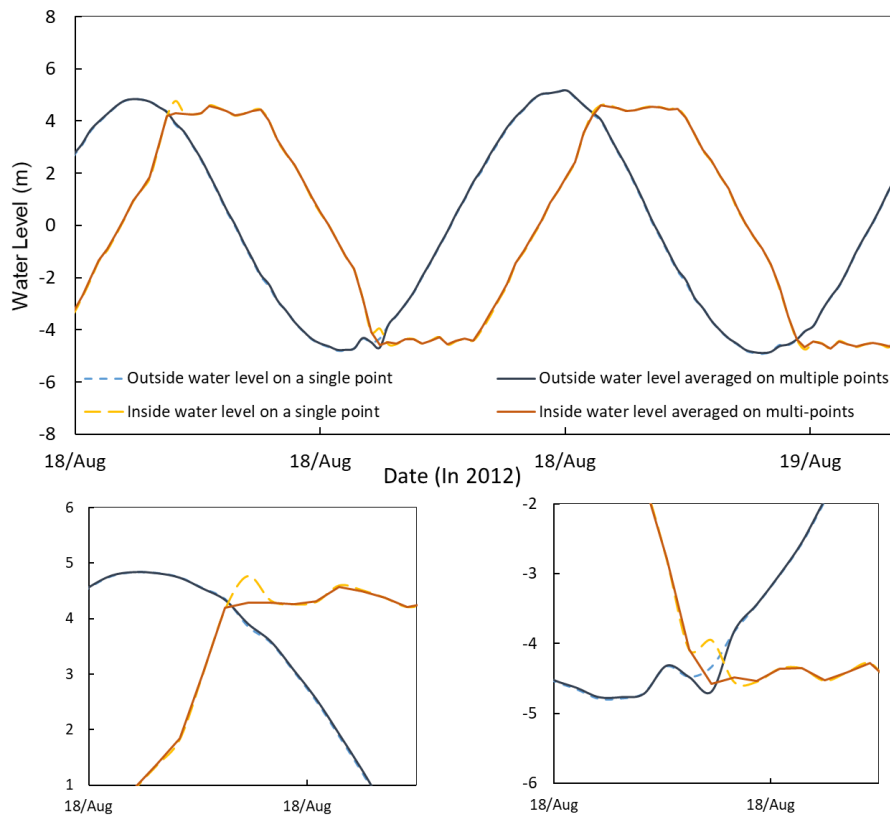 8
6
4
2
0
-2
-4
-6
-8
Water Level (m)
Outside water level on a single point
Outside water level averaged on multiple points
Inside water level on a single point
Inside water level averaged on multi-points
18/Aug
18/Aug
18/Aug
19/Aug
Date (In 2012)
6
5
4
3
2
1
18/Aug
18/Aug
-2
-3
-4
-5
-6
18/Aug
18/Aug